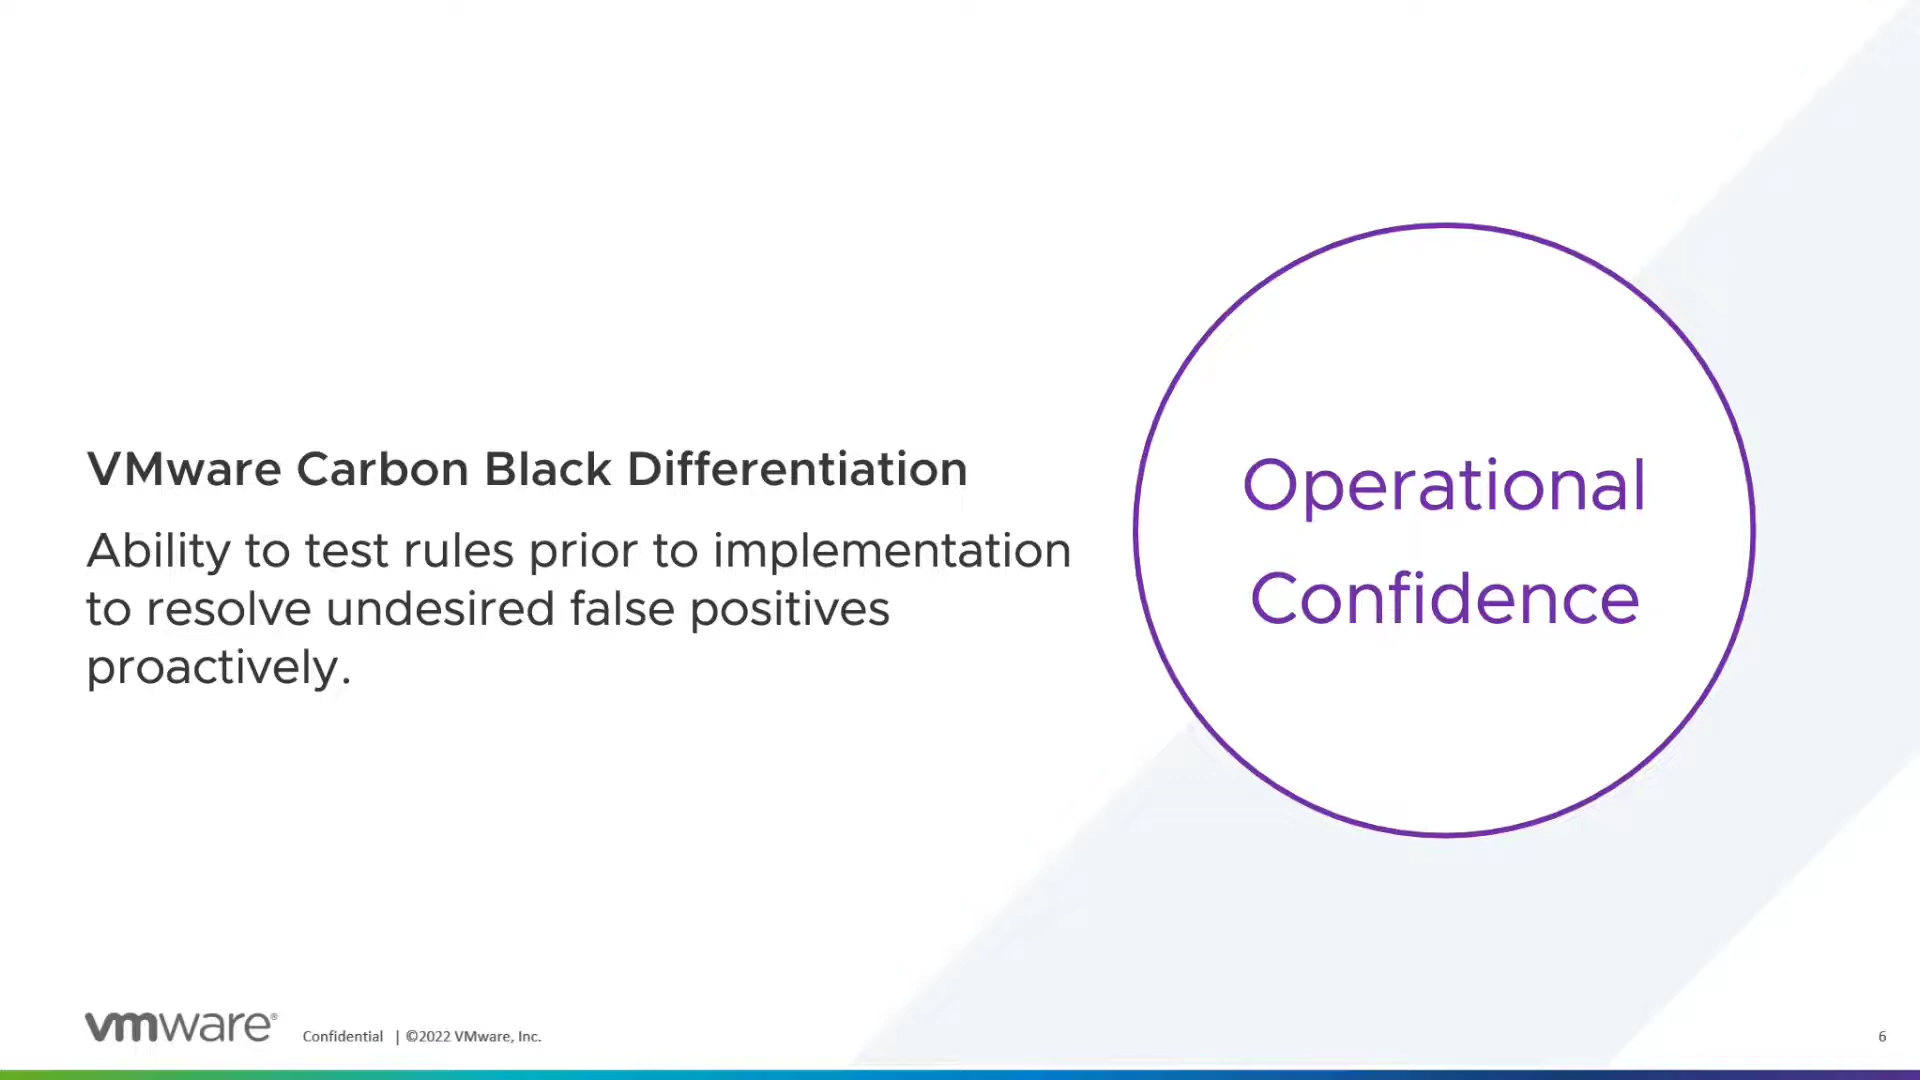 VMware Carbon Black Differentiation
Ability to test rules prior to implementation
to resolve undesired false positives
proactively.
Operational
Confidence
vmware®
Confidential | ©2022 VMware, Inc.
6